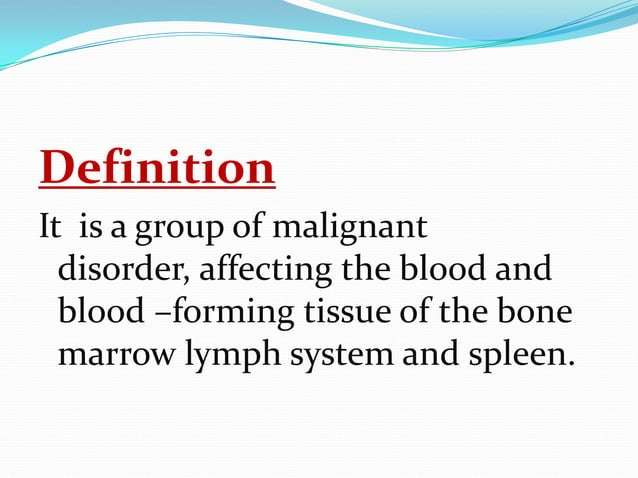 Definition
It  is a group of malignant
disorder, affecting the blood and
blood –forming tissue of the bone
marrow lymph system and spleen.